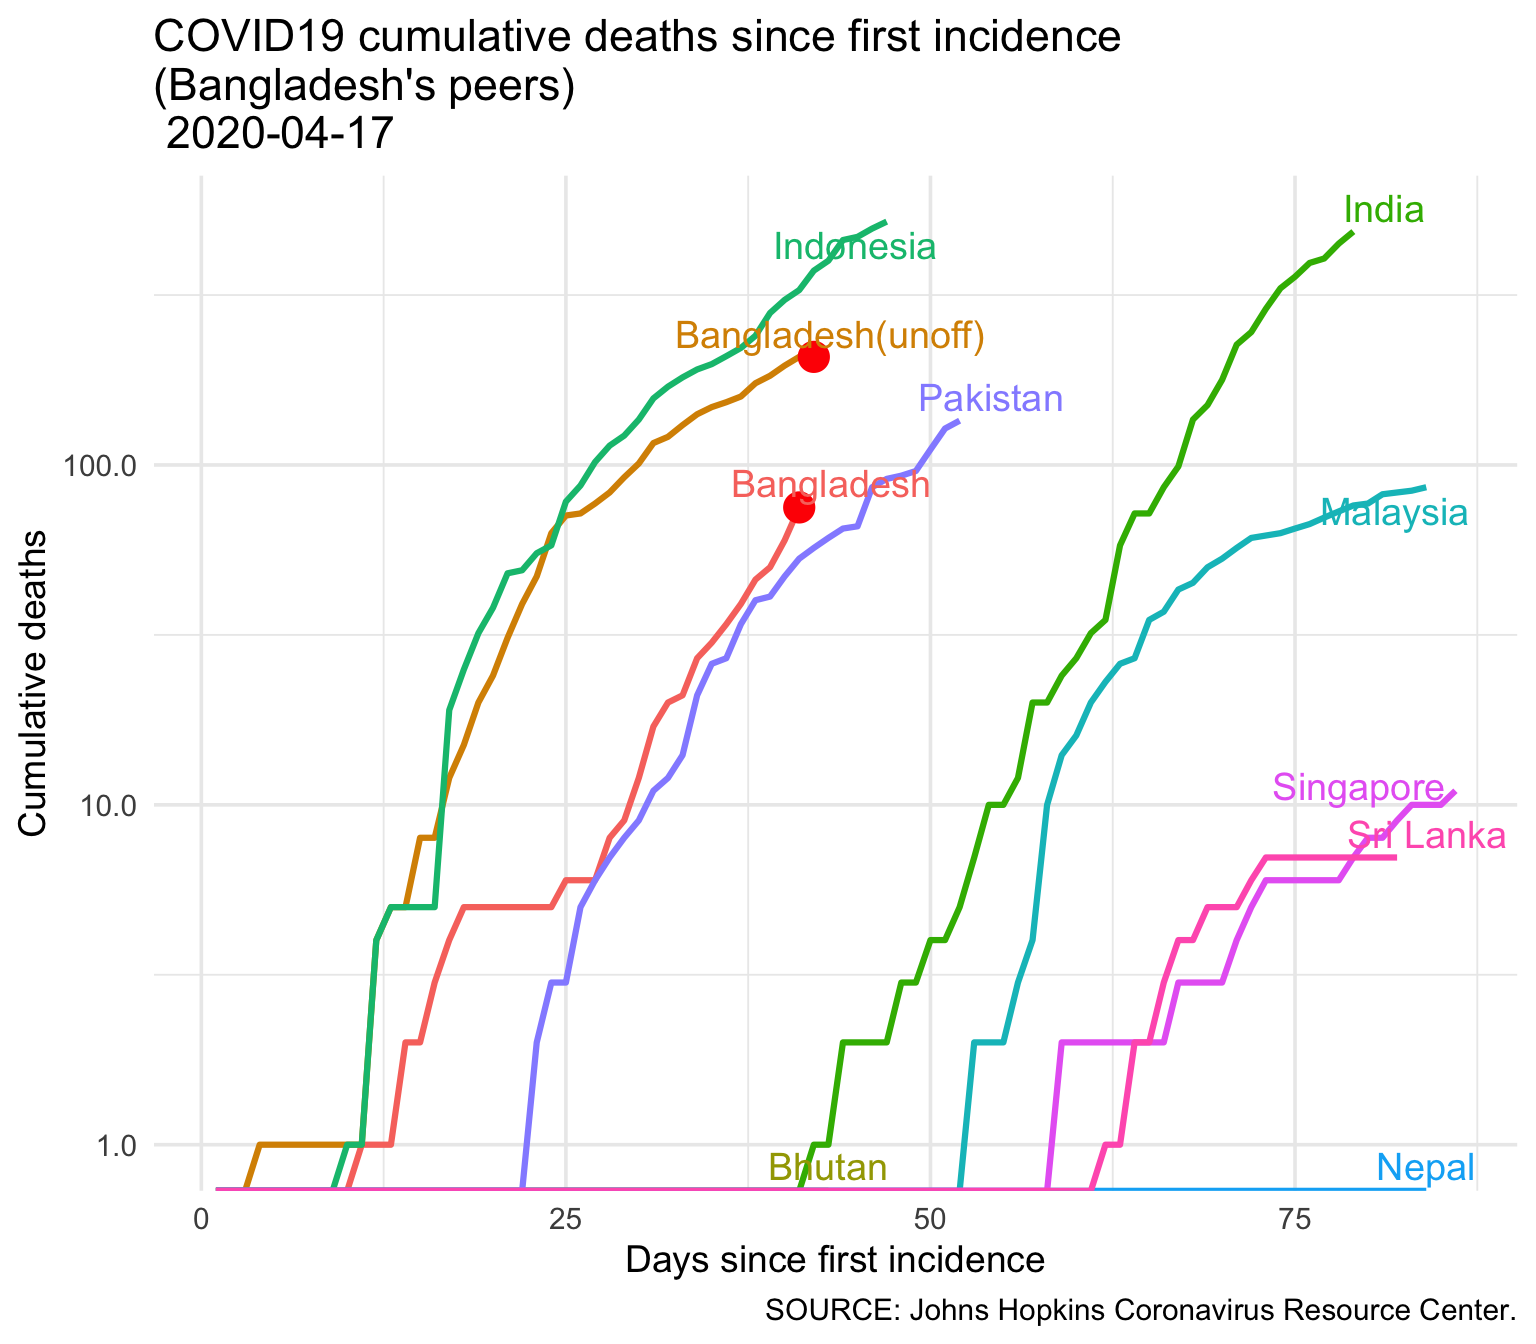 COVID19 cumulative deaths since first incidence
(Bangladesh's peers)
2020-04-17
India
Indonesia
Bangladesh(unoff)
Pakistan
100.0
Bangladesh
Malaysia
Cumulative deaths
Singapore
10.0
Sri Lanka
1.0
Bhutan
Nepal
0
25
50
75
Days since first incidence
SOURCE: Johns Hopkins Coronavirus Resource Center.